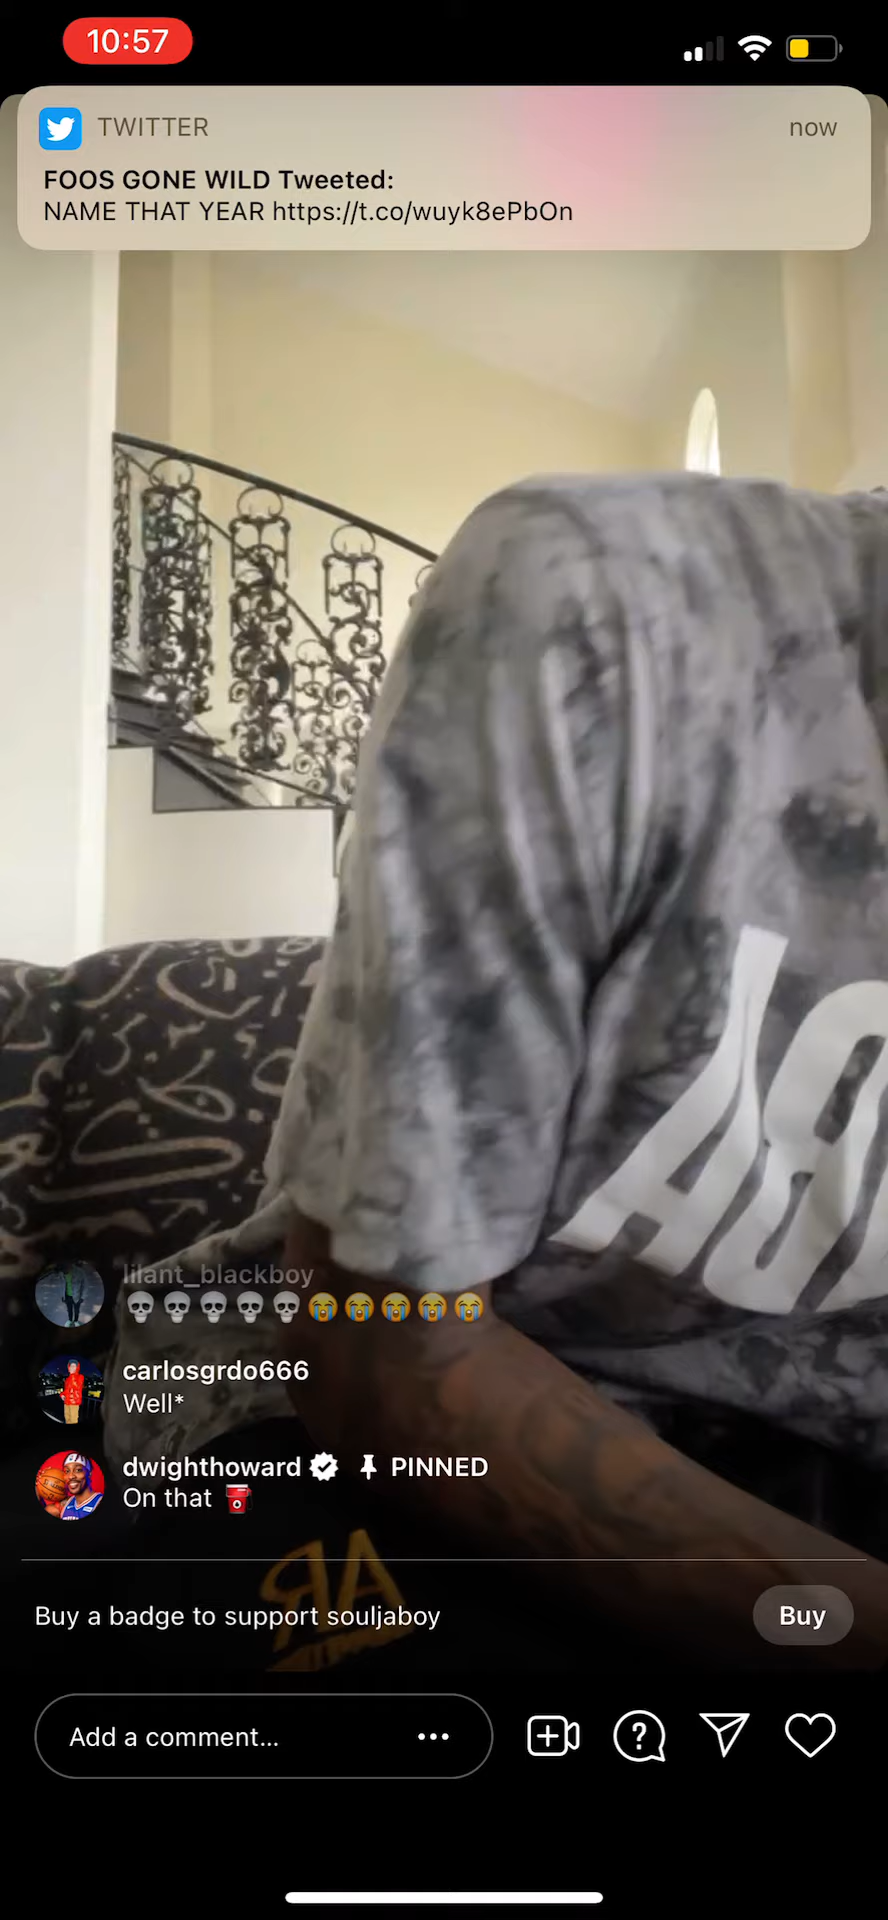 10:57
TWITTER
now
FOOS GONE WILD Tweeted:
NAME THAT YEAR https://t.co/wuyk8ePbOn
lilant_blackboy
💀💀💀💀💀😭😭😭😭😭
carlosgrdo666
Well*
dwighthoward PINNED
On that ⛽
Buy a badge to support souljaboy
Buy
Add a comment...